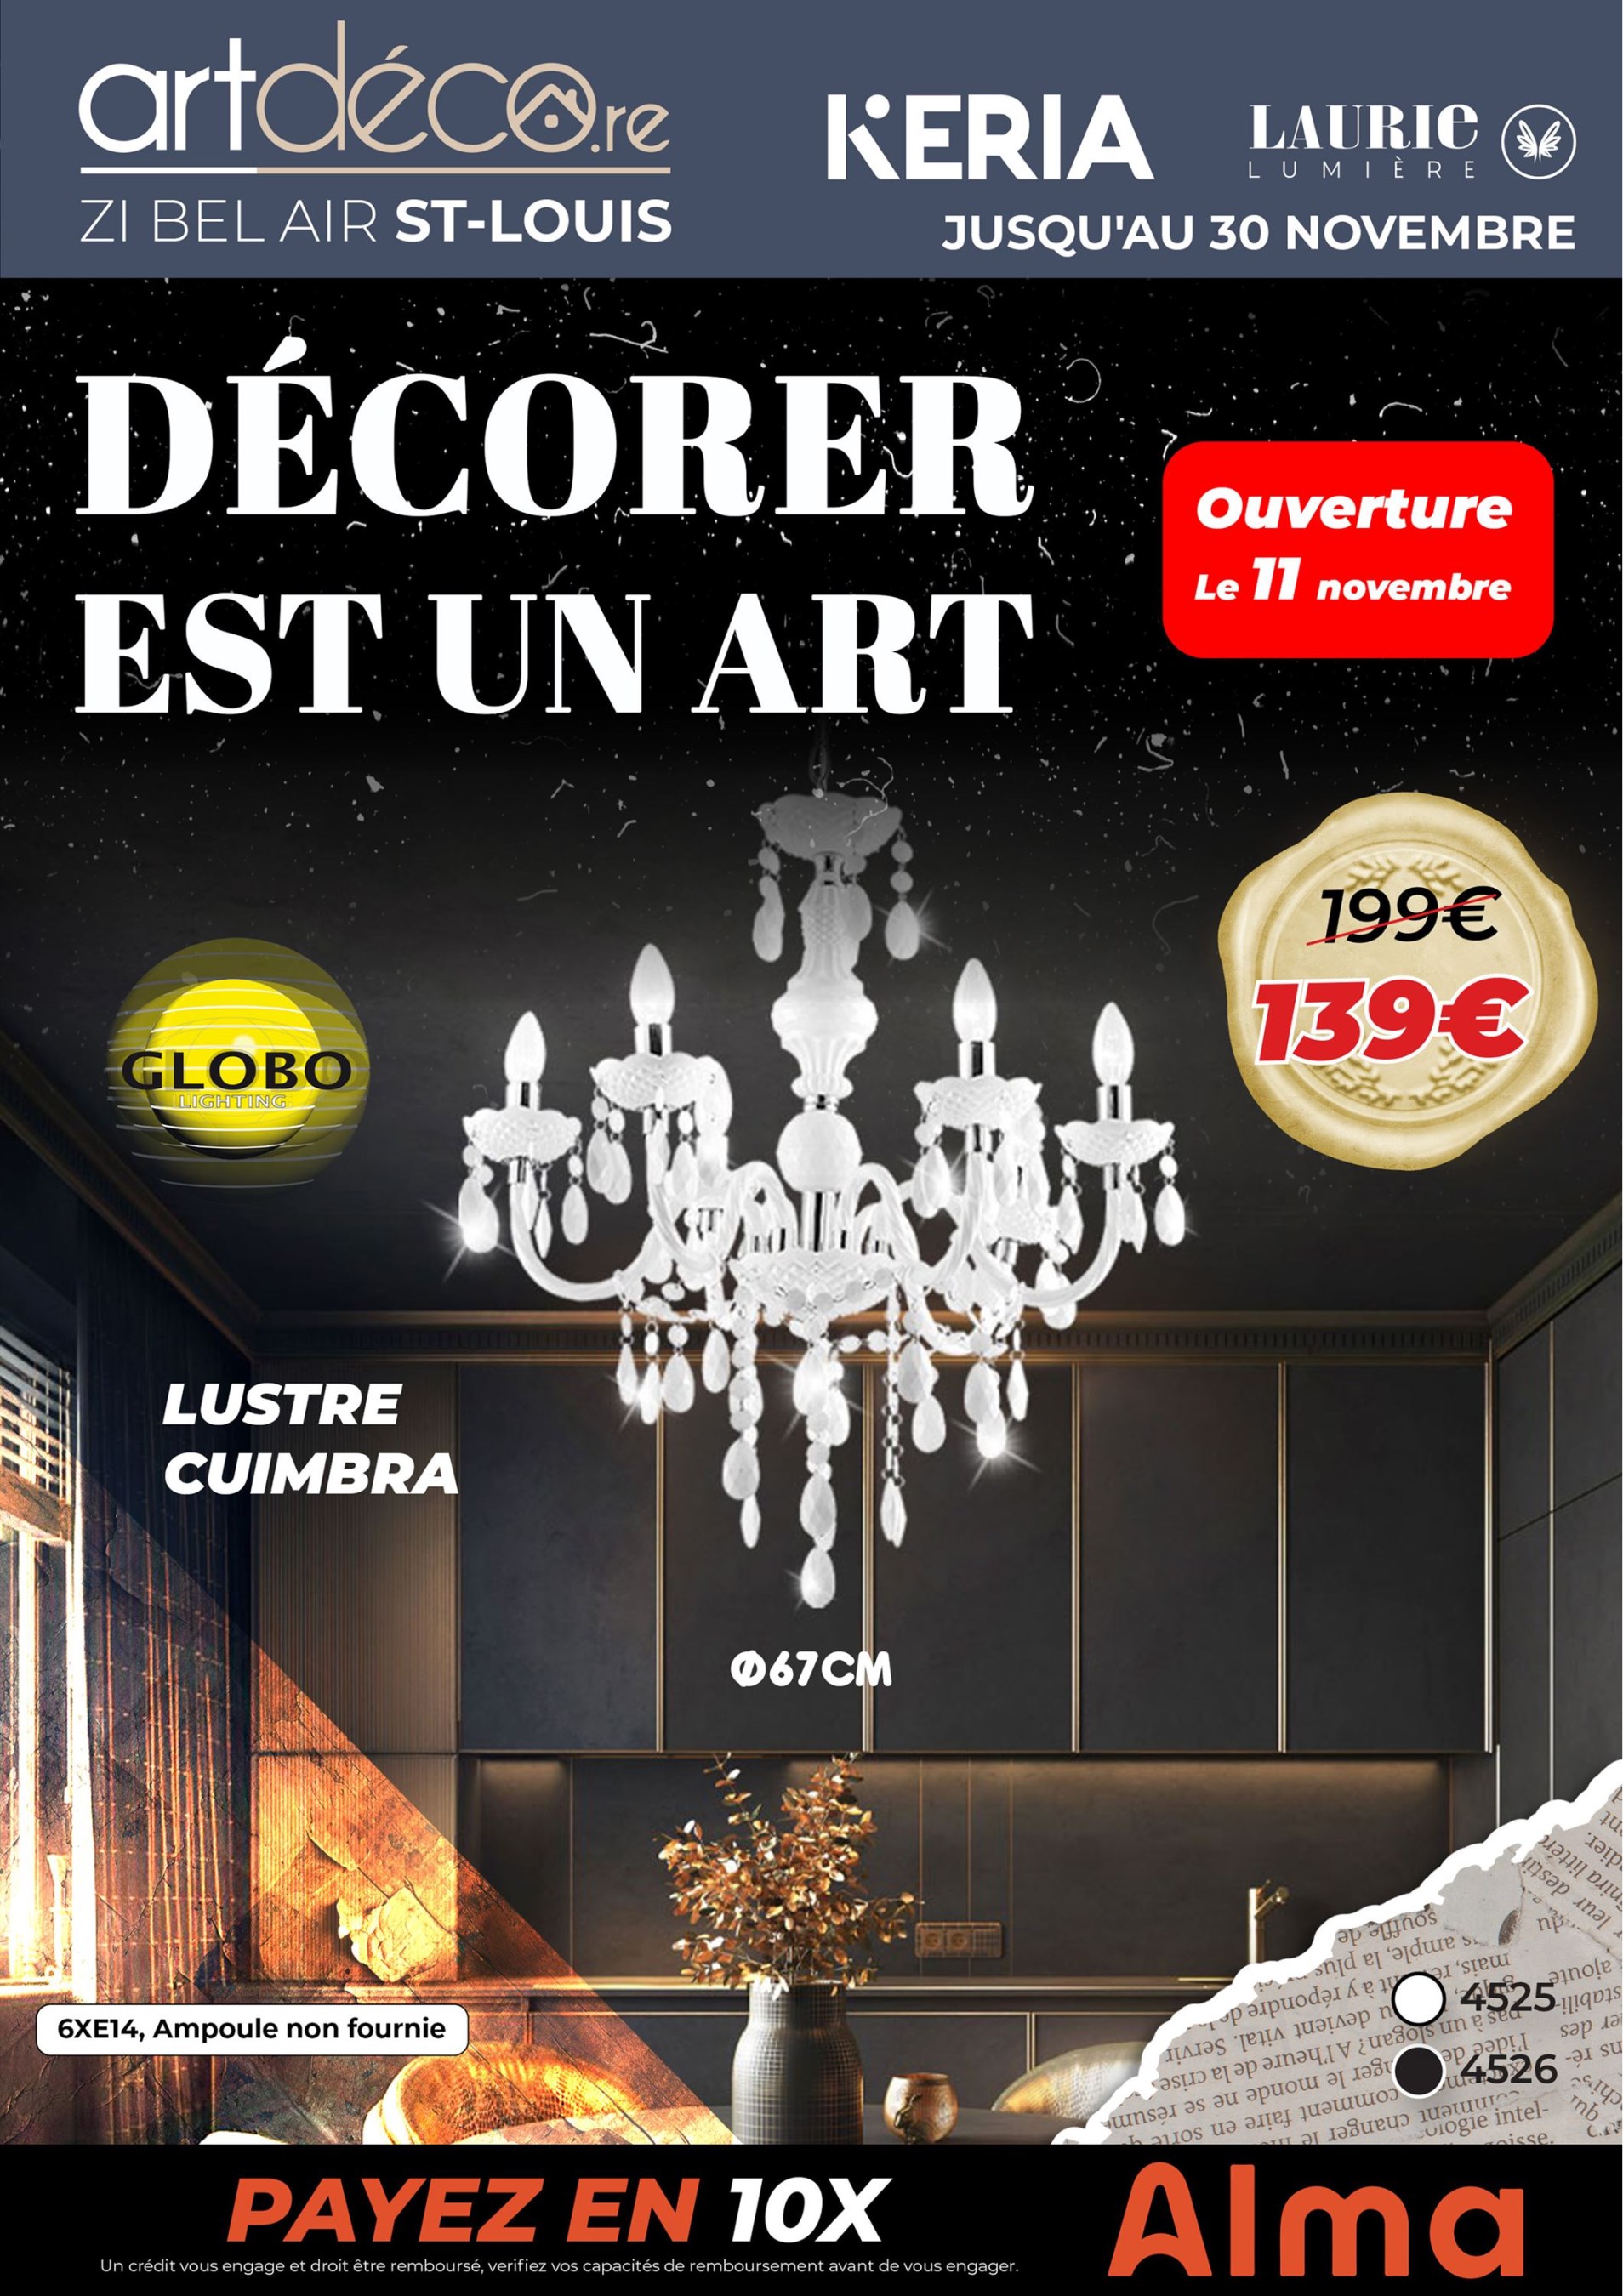 artdéco.re
ZI BEL AIR ST-LOUIS
KERIA
LAURIE
LUMIÈRE
JUSQU'AU 30 NOVEMBRE
DÉCORER
EST UN ART
Ouverture
Le 11 novembre
199€
139€
GLOBO
LIGHTING
LUSTRE
CUIMBRA
Ø67CM
6XE14, Ampoule non fournie
4525
4526
PAYEZ EN 10X
Un crédit vous engage et droit être remboursé, verifiez vos capacités de remboursement avant de vous engager.
Alma